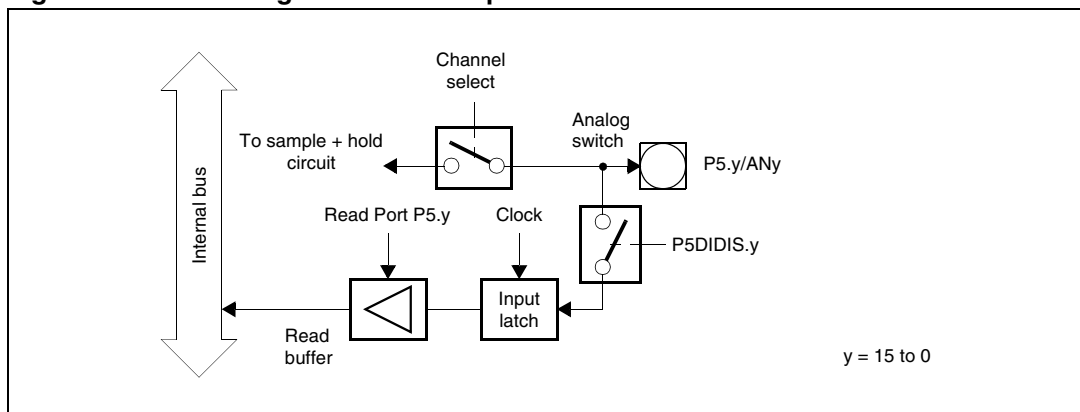 Channel
select
Analog
switch
To sample + hold
circuit
P5.y/ANy
Internal bus
Read Port P5.y
Clock
P5DIDIS.y
Input
latch
Read
buffer
y = 15 to 0